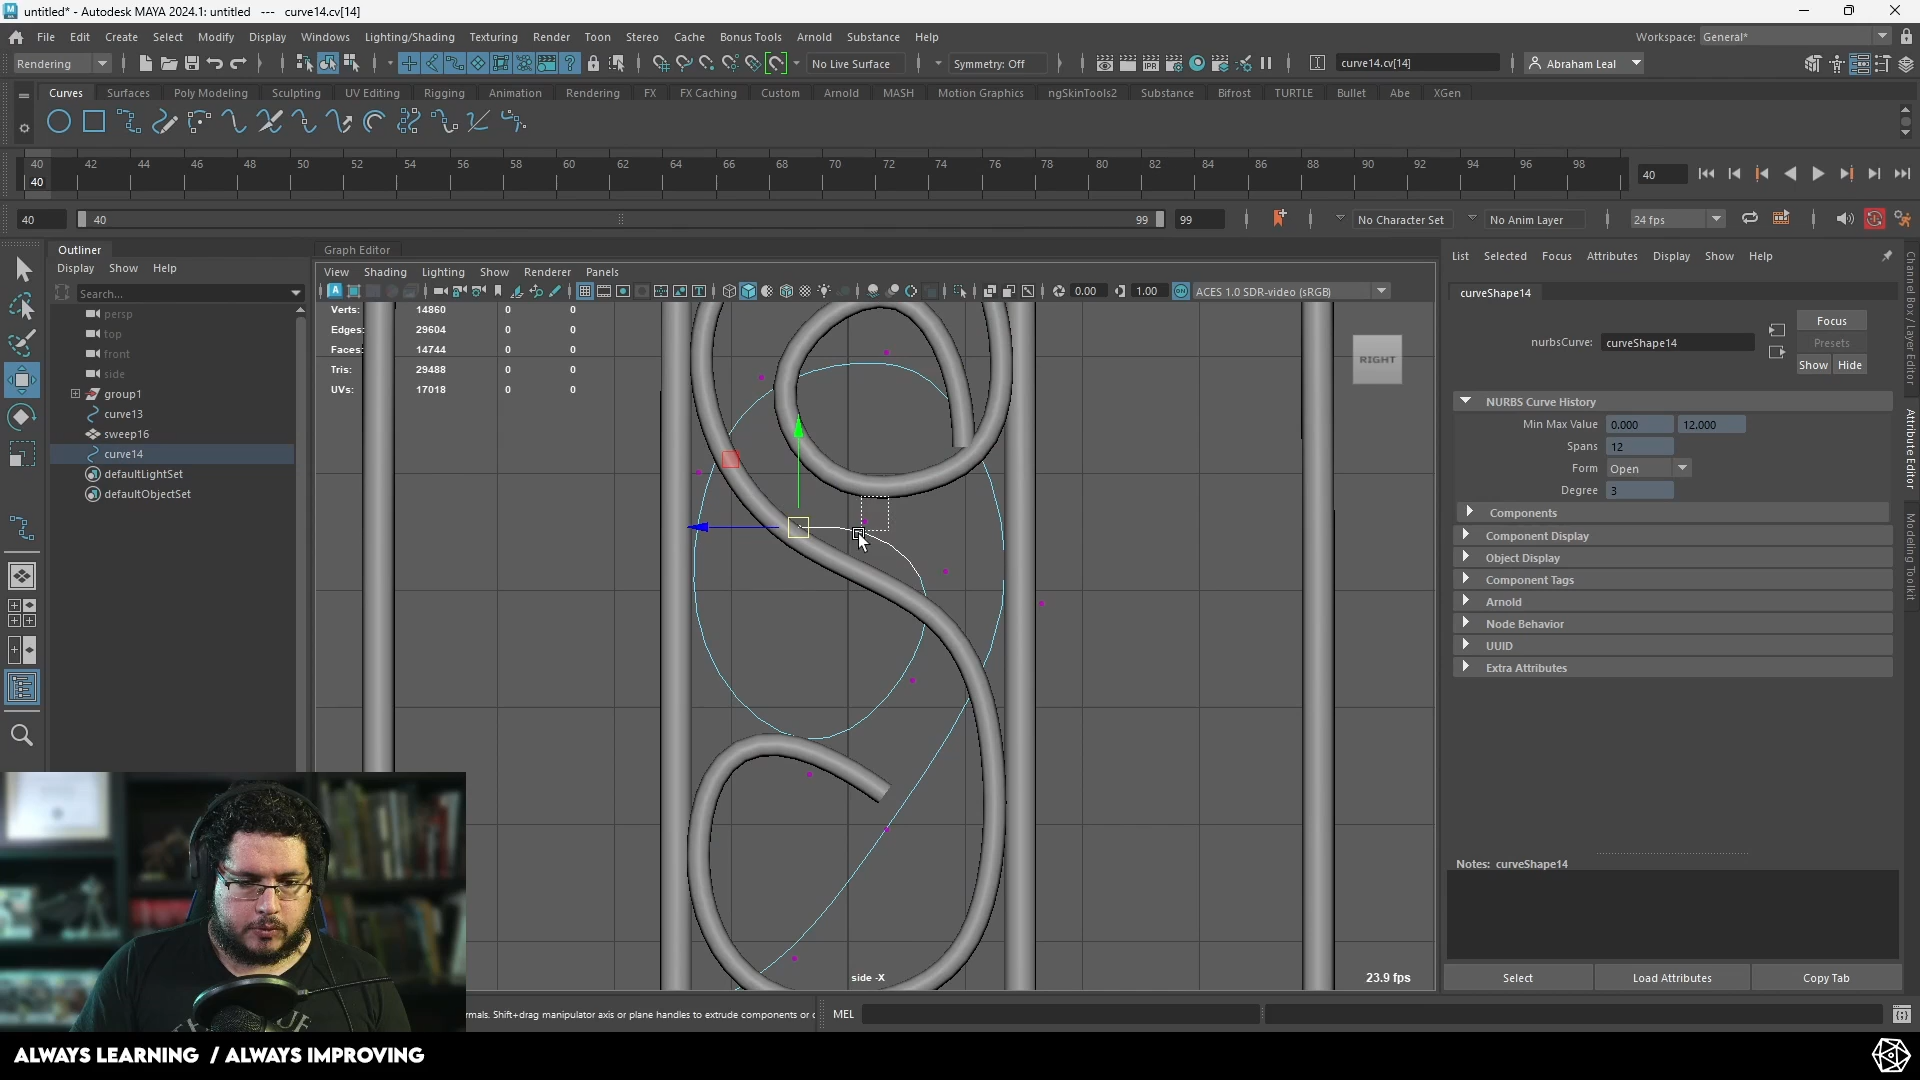 untitled* - Autodesk MAYA 2024.1: untitled   ---   curve14.cv[14]
File Edit Create Select Modify Display Windows Lighting/Shading Texturing Render Toon Stereo Cache Bonus Tools Arnold Substance Help
Workspace: General*
Rendering
No Live Surface
Symmetry: Off
curve14.cv[14]
Abraham Leal
Curves Surfaces Poly Modeling Sculpting UV Editing Rigging Animation Rendering FX FX Caching Custom Arnold MASH Motion Graphics ngSkinTools2 Substance Bifrost TURTLE Bullet Abe XGen
40 42 44 46 48 50 52 54 56 58 60 62 64 66 68 70 72 74 76 78 80 82 84 86 88 90 92 94 96 98
40
40
40
40
99
99
No Character Set
No Anim Layer
24 fps
Outliner
Display Show Help
Search...
persp
top
front
side
group1
curve13
sweep16
curve14
defaultLightSet
defaultObjectSet
Graph Editor
View Shading Lighting Show Renderer Panels
0.00
1.00
ACES 1.0 SDR-video (sRGB)
Verts: 14860 0 0
Edges: 29604 0 0
Faces: 14744 0 0
Tris: 29488 0 0
UVs: 17018 0 0
RIGHT
side -X
23.9 fps
List Selected Focus Attributes Display Show Help
curveShape14
nurbsCurve: curveShape14
Focus
Presets
Show Hide
NURBS Curve History
Min Max Value 0.000 12.000
Spans 12
Form Open
Degree 3
Components
Component Display
Object Display
Component Tags
Arnold
Node Behavior
UUID
Extra Attributes
Notes: curveShape14
Select
Load Attributes
Copy Tab
Channel Box / Layer Editor
Attribute Editor
Modeling Toolkit
rmals. Shift+drag manipulator axis or plane handles to extrude components or
MEL
ALWAYS LEARNING / ALWAYS IMPROVING